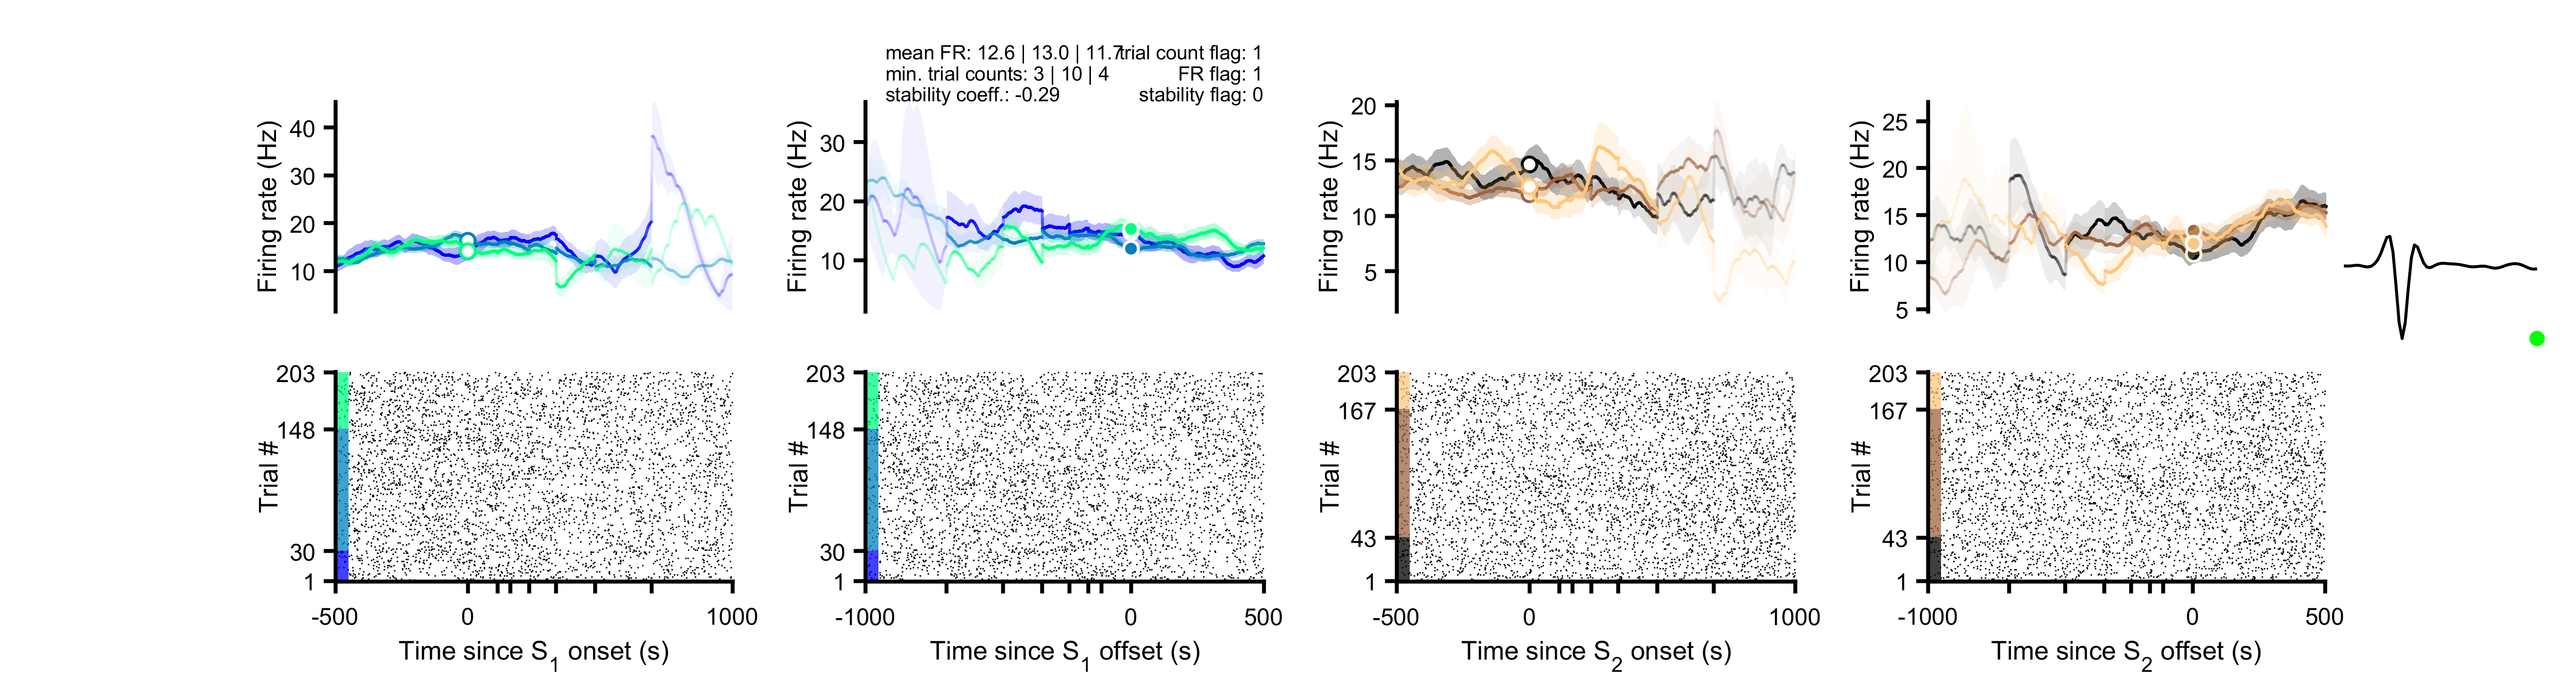 mean FR: 12.6 | 13.0 | 11.7
trial count flag: 1
min. trial counts: 3 | 10 | 4
FR flag: 1
stability coeff.: -0.29
stability flag: 0
Firing rate (Hz)
40
30
20
10
Firing rate (Hz)
30
20
10
Firing rate (Hz)
20
15
10
5
Firing rate (Hz)
25
20
15
10
5
Trial #
203
148
30
1
-500
0
1000
Time since S1 onset (s)
Trial #
203
148
30
1
-1000
0
500
Time since S1 offset (s)
Trial #
203
167
43
1
-500
0
1000
Time since S2 onset (s)
Trial #
203
167
43
1
-1000
0
500
Time since S2 offset (s)